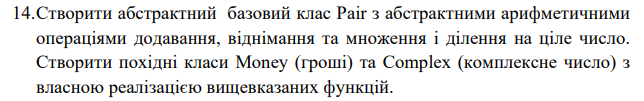 14.Створити абстрактний базовий клас Pair з абстрактними арифметичними
операціями додавання, віднімання та множення і ділення на ціле число.
Створити похідні класи Money (гроші) та Complex (комплексне число) з
власною реалізацією вищевказаних функцій.